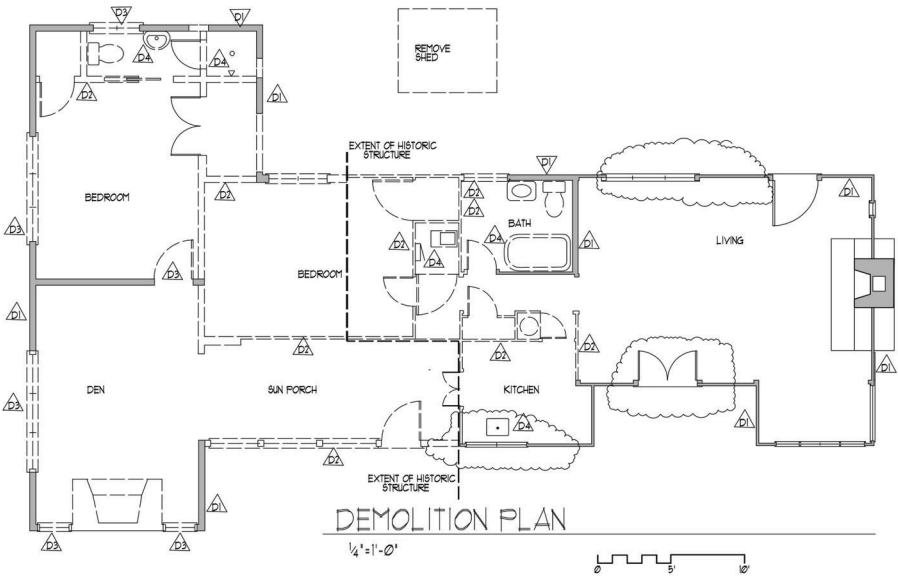 D3
D1
D4
D4
REMOVE
SHED
D2
D1
EXTENT OF HISTORIC
STRUCTURE
D1
D2
D2
D2
D1
BEDROOM
BATH
D3
D4
D1
LIVING
D2
D4
D3
BEDROOM
D1
D2
D2
D2
D1
D3
DEN
SUN PORCH
KITCHEN
D4
D1
D2
EXTENT OF HISTORIC
STRUCTURE
D1
D3
D3
DEMOLITION PLAN
1/4"=1'-0"
0 5' 10'